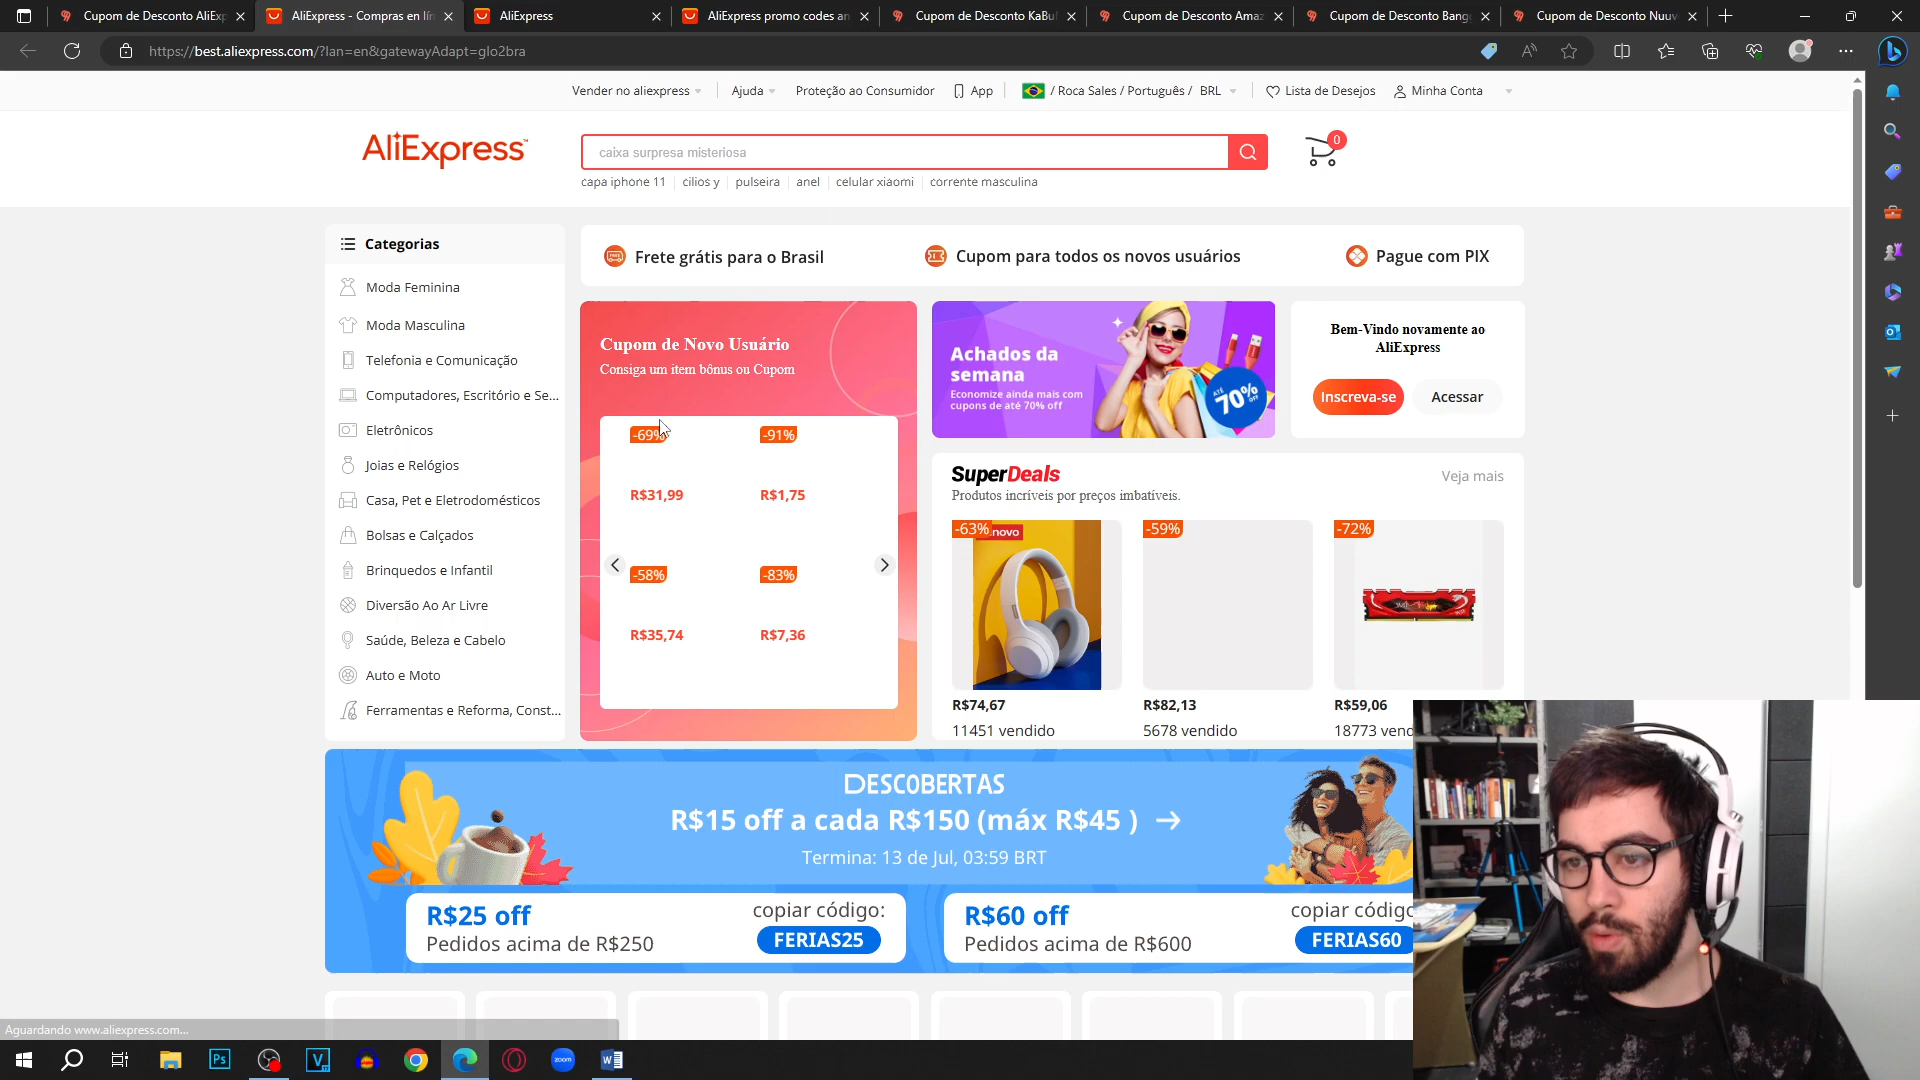 Cupom de Desconto AliExp
AliExpress - Compras en lín
AliExpress
AliExpress promo codes an
Cupom de Desconto KaBu
Cupom de Desconto Amaz
Cupom de Desconto Bang
Cupom de Desconto Nuuv
https://best.aliexpress.com/?lan=en&gatewayAdapt=glo2bra
Vender no aliexpress
Ajuda
Proteção ao Consumidor
App
/ Roca Sales / Português / BRL
Lista de Desejos
Minha Conta
AliExpress
caixa surpresa misteriosa
0
capa iphone 11
cilios y
pulseira
anel
celular xiaomi
corrente masculina
Categorias
Moda Feminina
Moda Masculina
Telefonia e Comunicação
Computadores, Escritório e Se...
Eletrônicos
Joias e Relógios
Casa, Pet e Eletrodomésticos
Bolsas e Calçados
Brinquedos e Infantil
Diversão Ao Ar Livre
Saúde, Beleza e Cabelo
Auto e Moto
Ferramentas e Reforma, Const...
Frete grátis para o Brasil
Cupom para todos os novos usuários
Pague com PIX
Cupom de Novo Usuário
Consiga um item bônus ou Cupom
-69%
-91%
R$31,99
R$1,75
-58%
-83%
R$35,74
R$7,36
Achados da
semana
Economize ainda mais com
cupons de até 70% off
ATÉ
70%
OFF
Bem-Vindo novamente ao
AliExpress
Inscreva-se
Acessar
SuperDeals
Veja mais
Produtos incríveis por preços imbatíveis.
-63%
novo
-59%
-72%
R$74,67
R$82,13
R$59,06
11451 vendido
5678 vendido
18773 vend
DESCOBERTAS
R$15 off a cada R$150 (máx R$45 )
Termina: 13 de Jul, 03:59 BRT
R$25 off
Pedidos acima de R$250
copiar código:
FERIAS25
R$60 off
Pedidos acima de R$600
copiar códig
FERIAS60
Aguardando www.aliexpress.com...
Ps
V
zoom
W